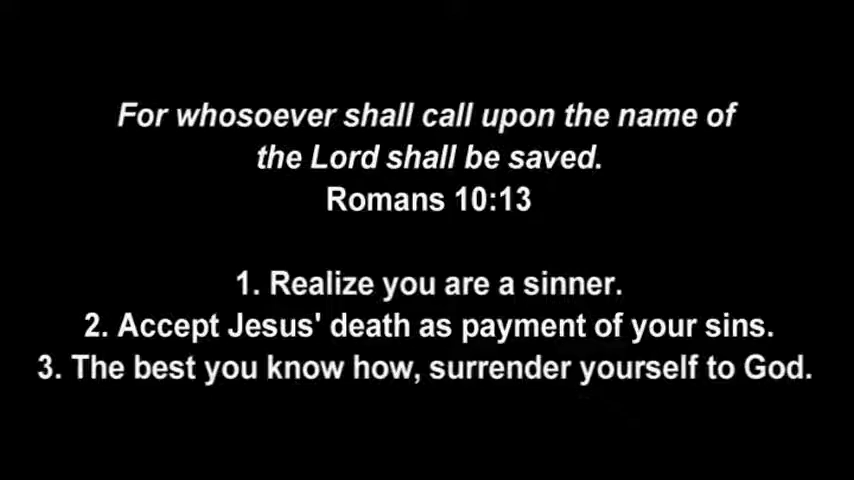 For whosoever shall call upon the name of
the Lord shall be saved.
Romans 10:13
1. Realize you are a sinner.
2. Accept Jesus' death as payment of your sins.
3. The best you know how, surrender yourself to God.